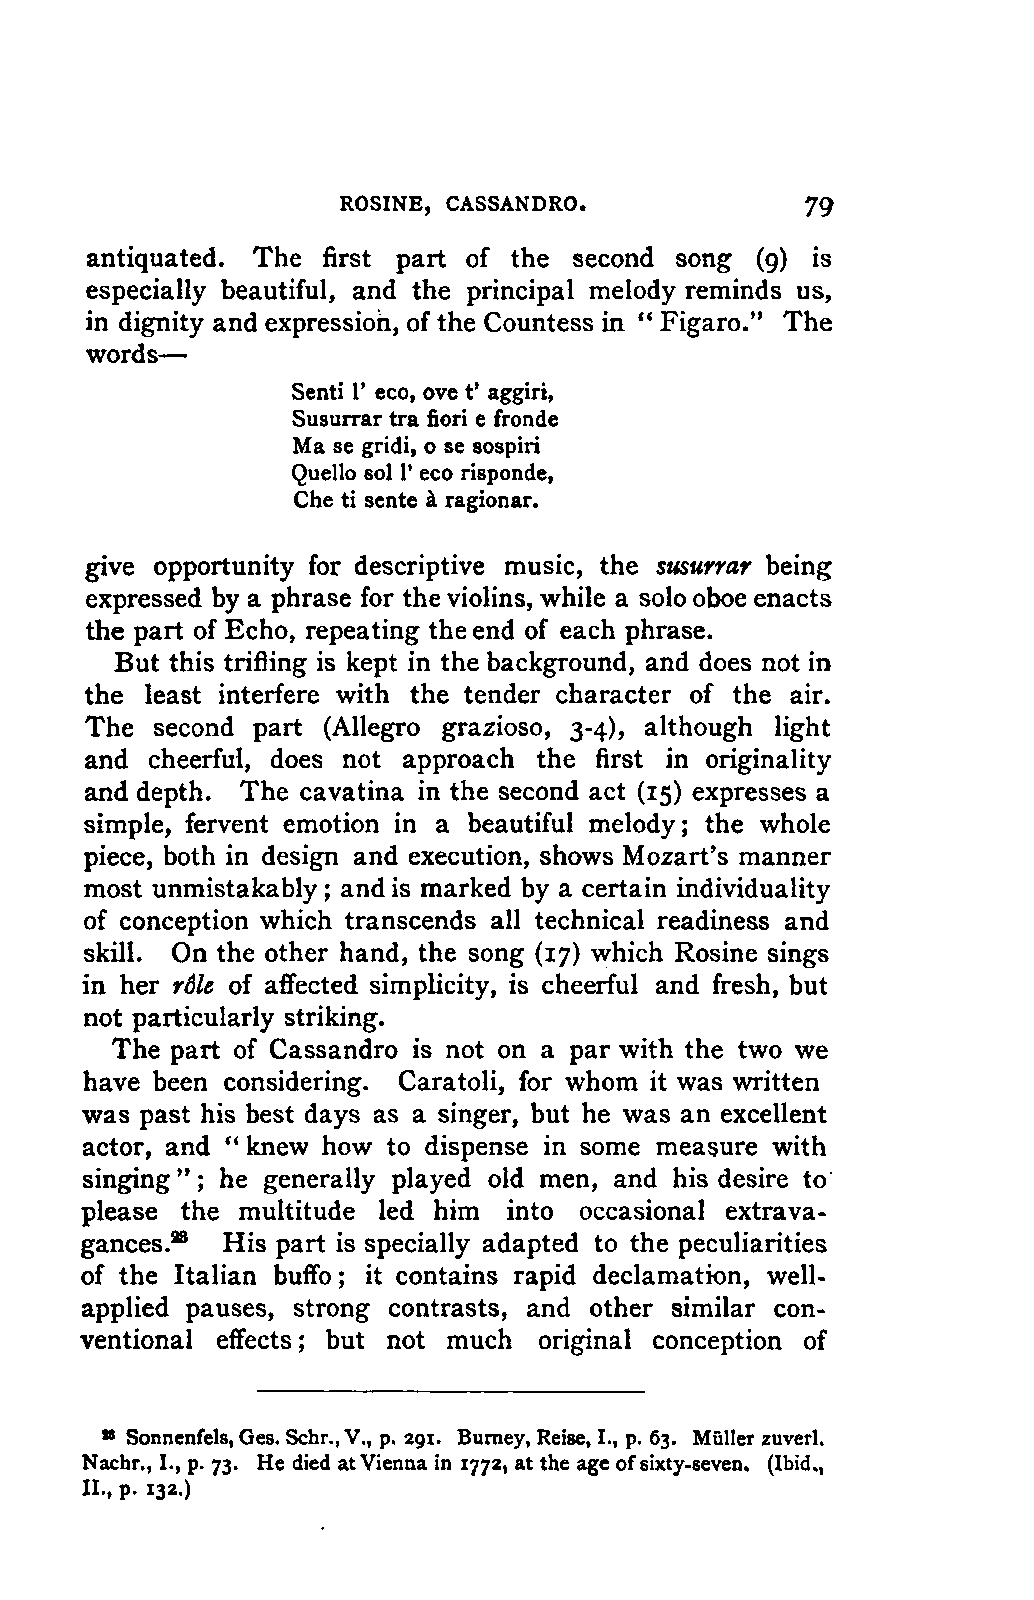 ROSINE, CASSANDRO. 79
antiquated. The first part of the second song (9) is
especially beautiful, and the principal melody reminds us,
in dignity and expression, of the Countess in “ Figaro.” The
words—
Senti l’ eco, ove t’ aggiri,
Susurrar tra fiori e fronde
Ma se gridi, o se sospiri
Quello sol l’ eco risponde,
Che ti sente à ragionar.
give opportunity for descriptive music, the susurrar being
expressed by a phrase for the violins, while a solo oboe enacts
the part of Echo, repeating the end of each phrase.
But this trifling is kept in the background, and does not in
the least interfere with the tender character of the air.
The second part (Allegro grazioso, 3-4), although light
and cheerful, does not approach the first in originality
and depth. The cavatina in the second act (15) expresses a
simple, fervent emotion in a beautiful melody; the whole
piece, both in design and execution, shows Mozart’s manner
most unmistakably; and is marked by a certain individuality
of conception which transcends all technical readiness and
skill. On the other hand, the song (17) which Rosine sings
in her rôle of affected simplicity, is cheerful and fresh, but
not particularly striking.
The part of Cassandro is not on a par with the two we
have been considering. Caratoli, for whom it was written
was past his best days as a singer, but he was an excellent
actor, and “ knew how to dispense in some measure with
singing ”; he generally played old men, and his desire to
please the multitude led him into occasional extrava-
gances.²⁸ His part is specially adapted to the peculiarities
of the Italian buffo; it contains rapid declamation, well-
applied pauses, strong contrasts, and other similar con-
ventional effects; but not much original conception of
²⁸ Sonnenfels, Ges. Schr., V., p. 291. Burney, Reise, I., p. 63. Müller zuverl.
Nachr., I., p. 73. He died at Vienna in 1772, at the age of sixty-seven. (Ibid.,
II., p. 132.)